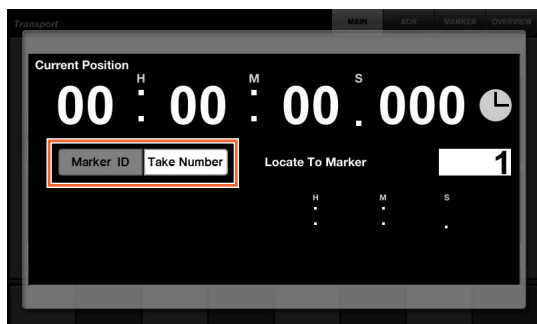 Transport MAIN ADR MARKER OVERVIEW
Current Position
H M S
00 : 00 : 00 . 000
Marker ID Take Number Locate To Marker 1
H M S
: : .